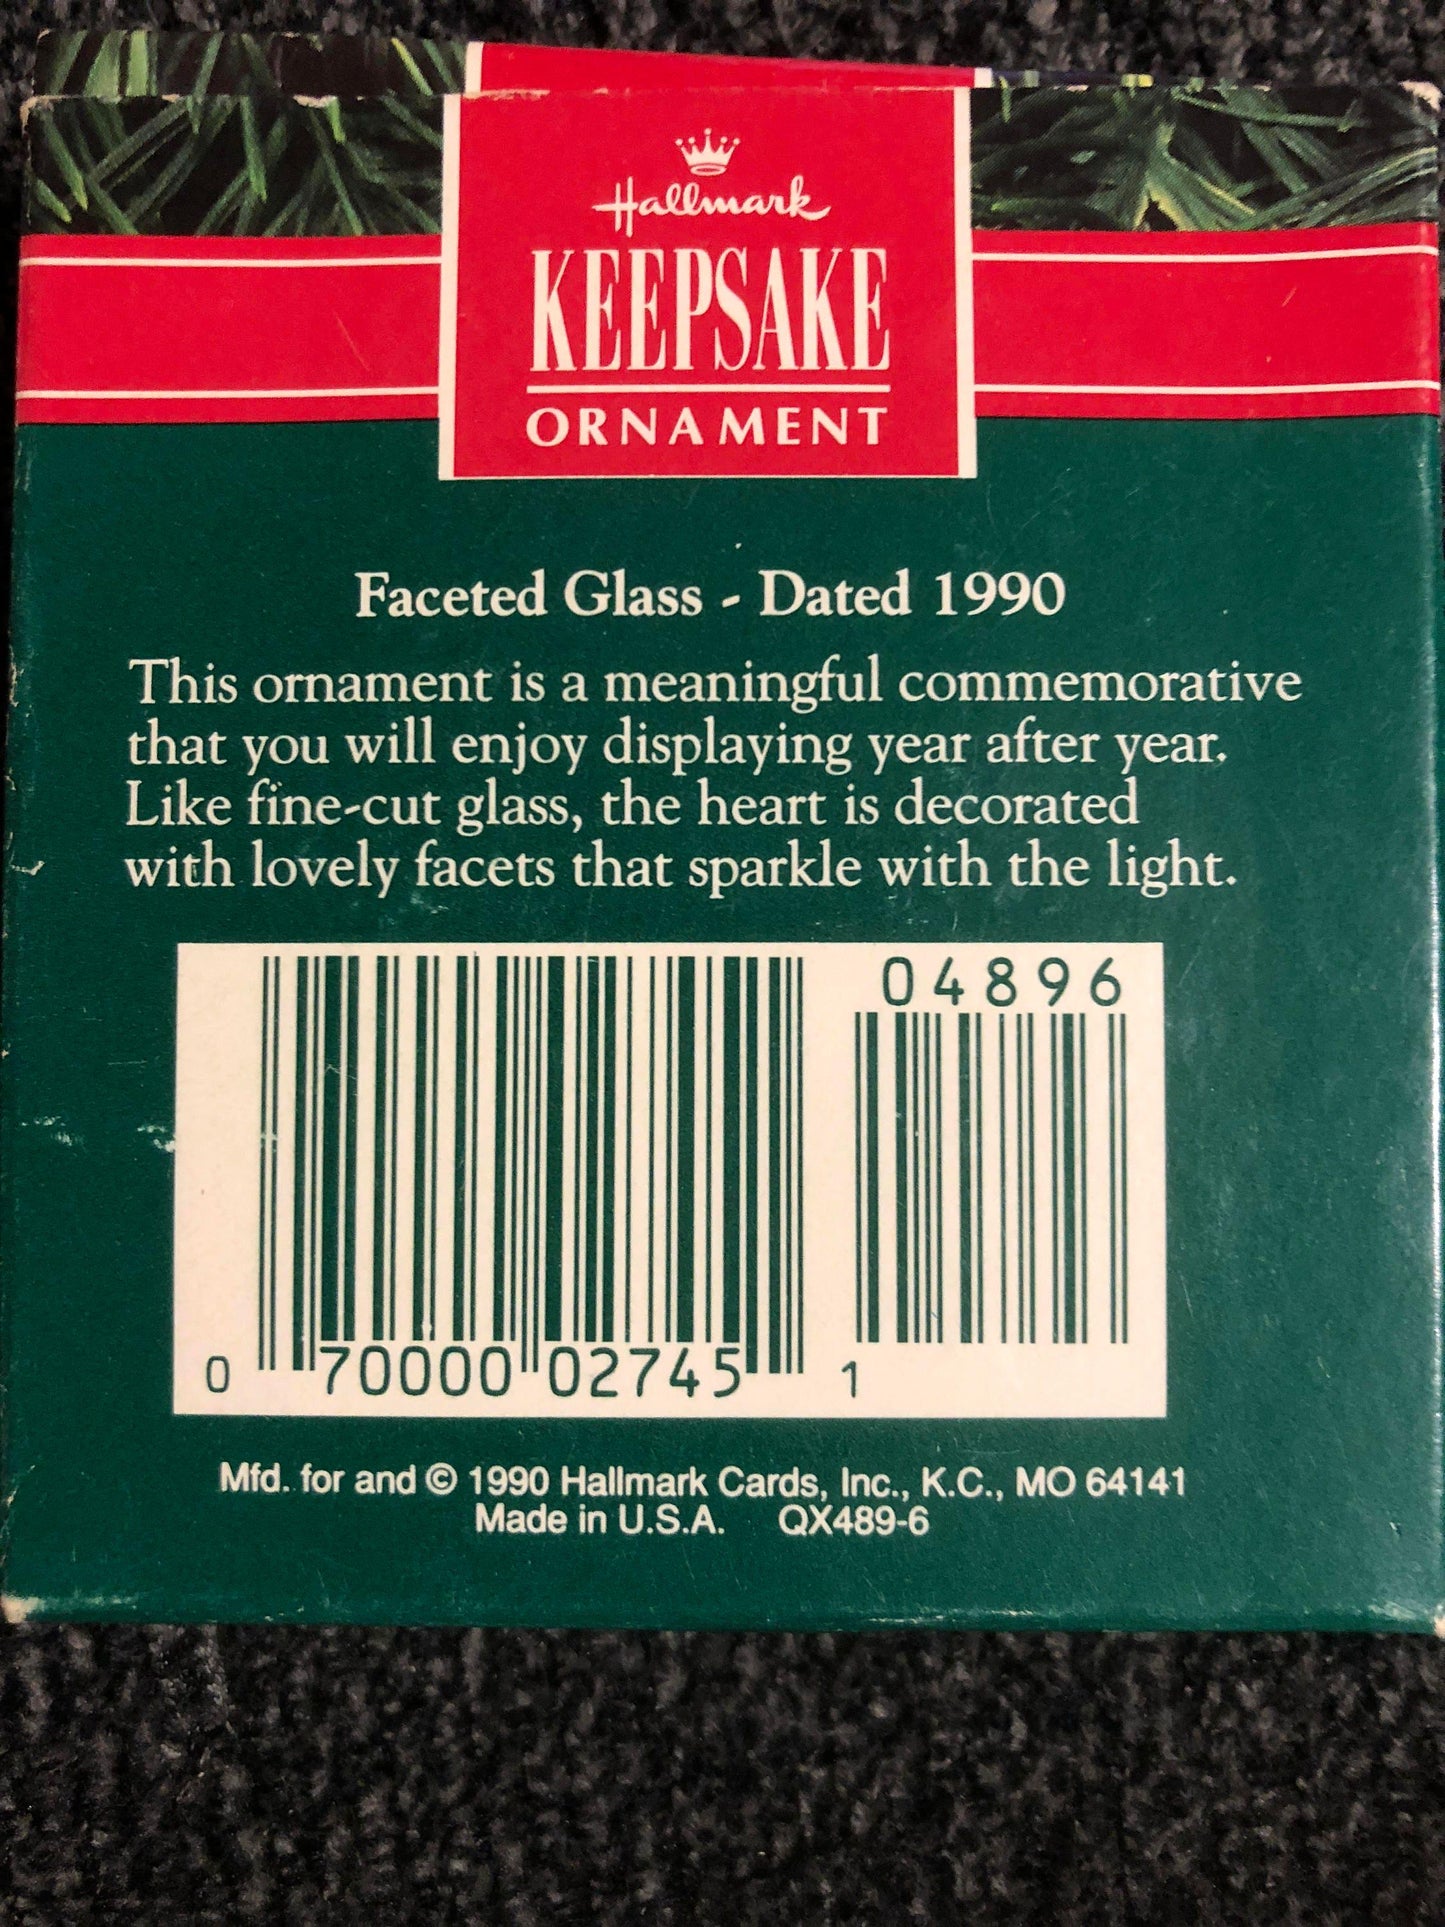 Hallmark
KEEPSAKE
ORNAMENT
Faceted Glass - Dated 1990
This ornament is a meaningful commemorative
that you will enjoy displaying year after year.
Like fine-cut glass, the heart is decorated
with lovely facets that sparkle with the light.
04896
0 70000 02745 1
Mfd. for and © 1990 Hallmark Cards, Inc., K.C., MO 64141
Made in U.S.A. QX489-6